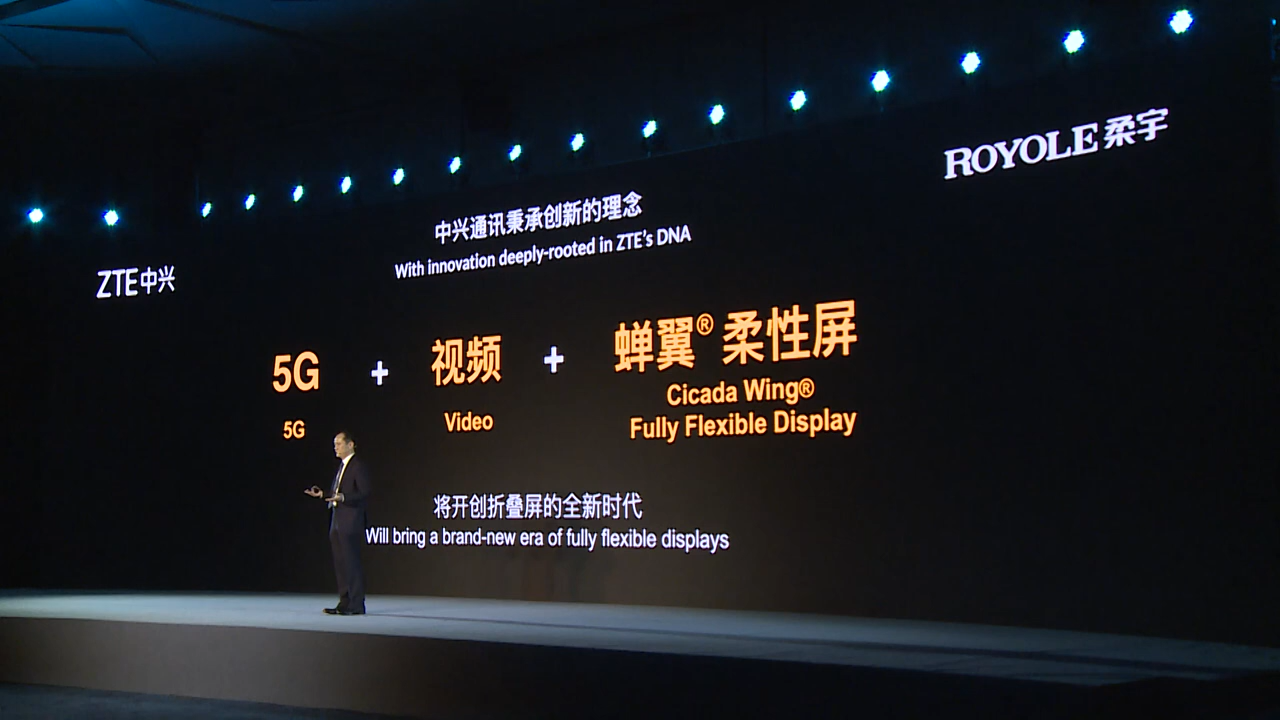 ROYOLE 柔宇
ZTE中兴
中兴通讯秉承创新的理念
With innovation deeply-rooted in ZTE's DNA
5G + 视频 + 蝉翼® 柔性屏
5G Video Cicada Wing®
Fully Flexible Display
将开创折叠屏的全新时代
Will bring a brand-new era of fully flexible displays